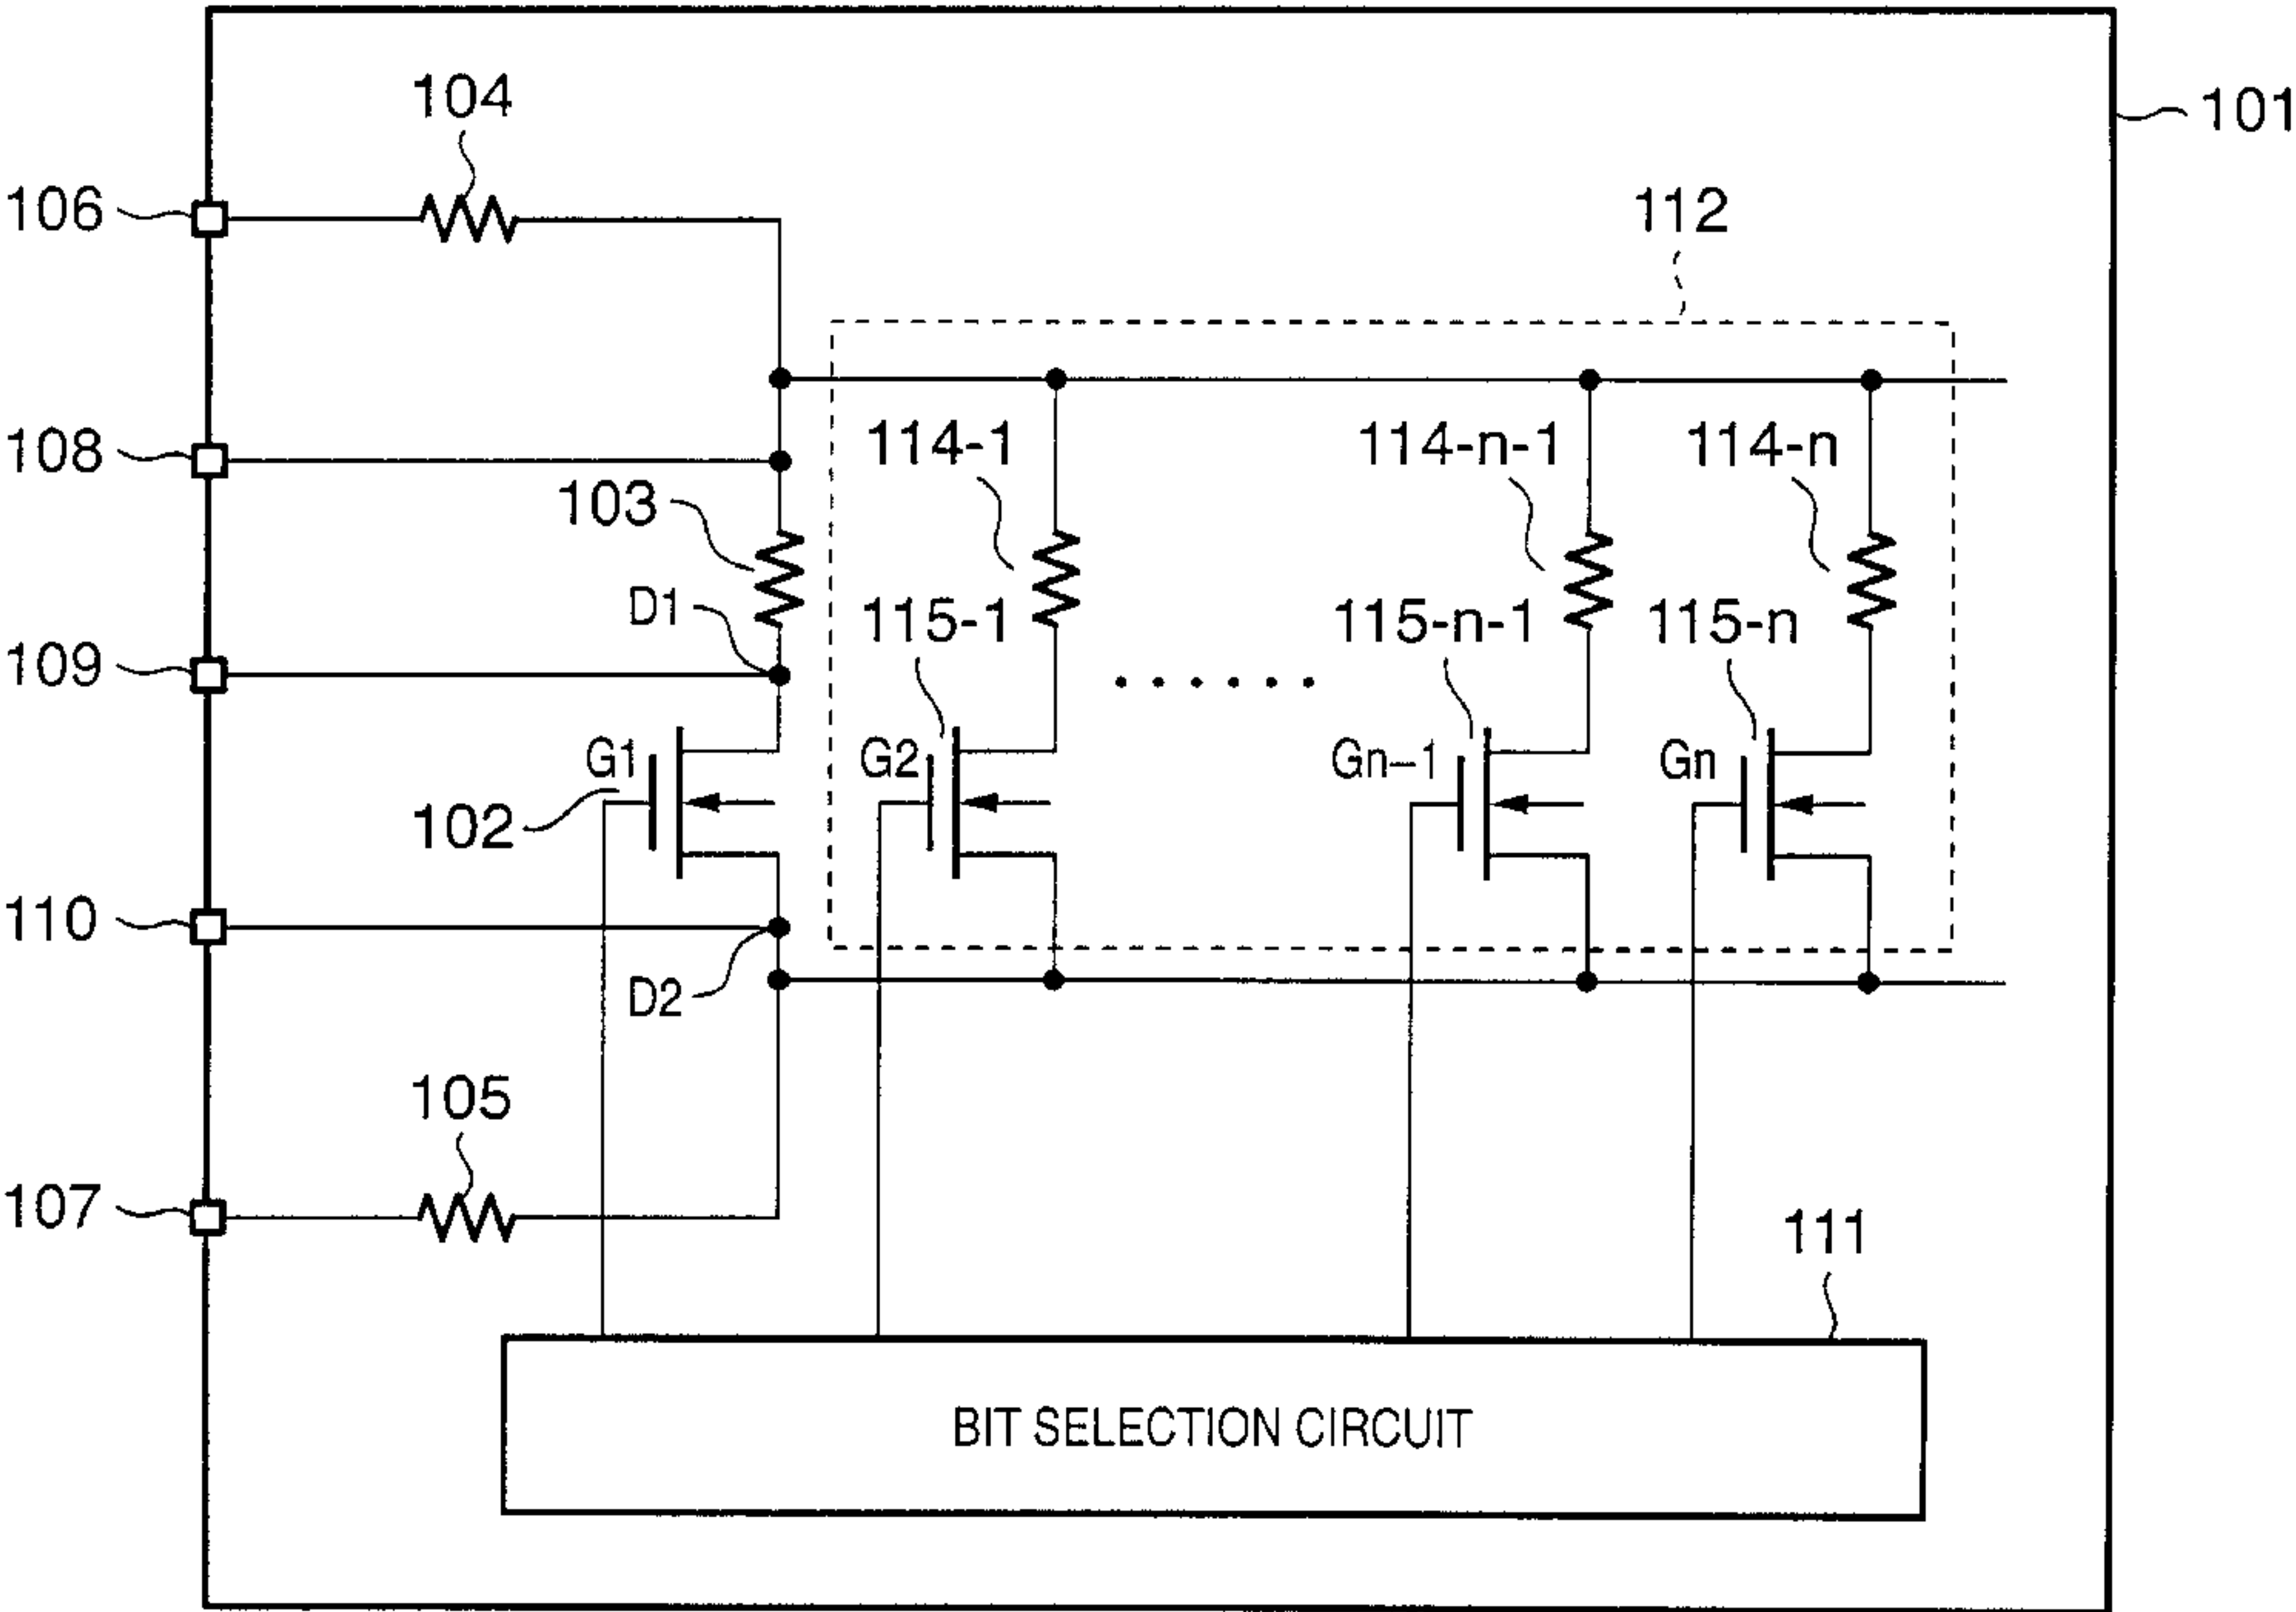 104
101
106
112
108
114-1
114-n-1
114-n
103
D1
115-1
115-n-1
115-n
109
G1
G2
Gn-1
Gn
102
110
D2
105
107
111
BIT SELECTION CIRCUIT